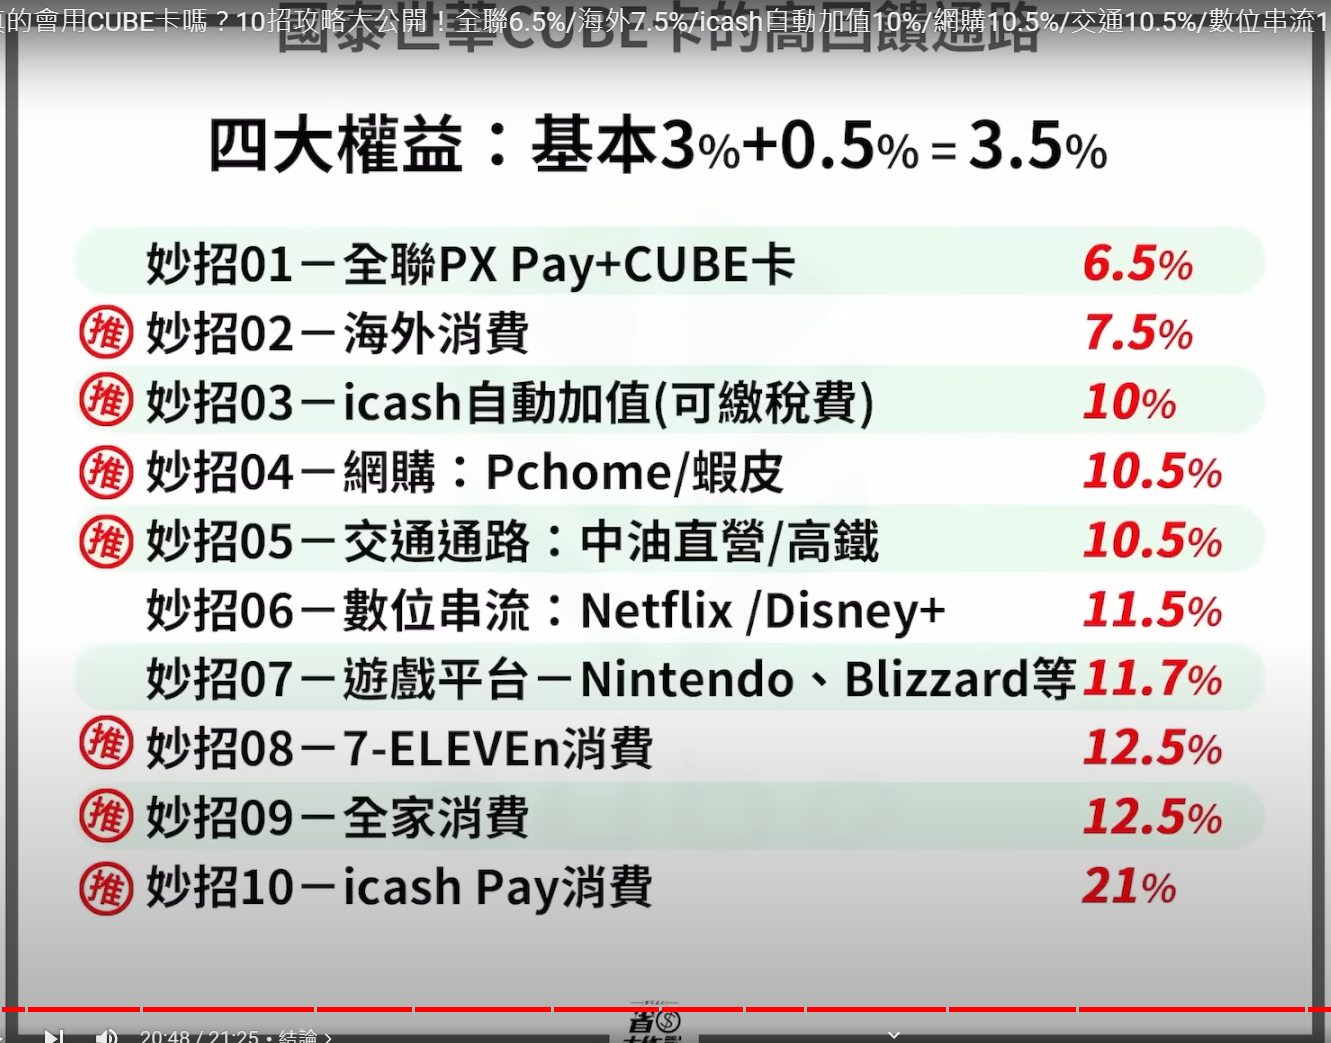 的會用CUBE卡嗎？10招攻略大公開！全聯6.5%/海外7.5%/icash自動加值10%/網購10.5%/交通10.5%/數位串流1
國泰世華CUBE卡的高回饋通路
四大權益：基本3%+0.5% = 3.5%
妙招01－全聯PX Pay+CUBE卡 6.5%
推 妙招02－海外消費 7.5%
推 妙招03－icash自動加值(可繳稅費) 10%
推 妙招04－網購：Pchome/蝦皮 10.5%
推 妙招05－交通通路：中油直營/高鐵 10.5%
妙招06－數位串流：Netflix /Disney+ 11.5%
妙招07－遊戲平台－Nintendo、Blizzard等 11.7%
推 妙招08－7-ELEVEn消費 12.5%
推 妙招09－全家消費 12.5%
推 妙招10－icash Pay消費 21%
省
20:48 / 21:25 • 結論